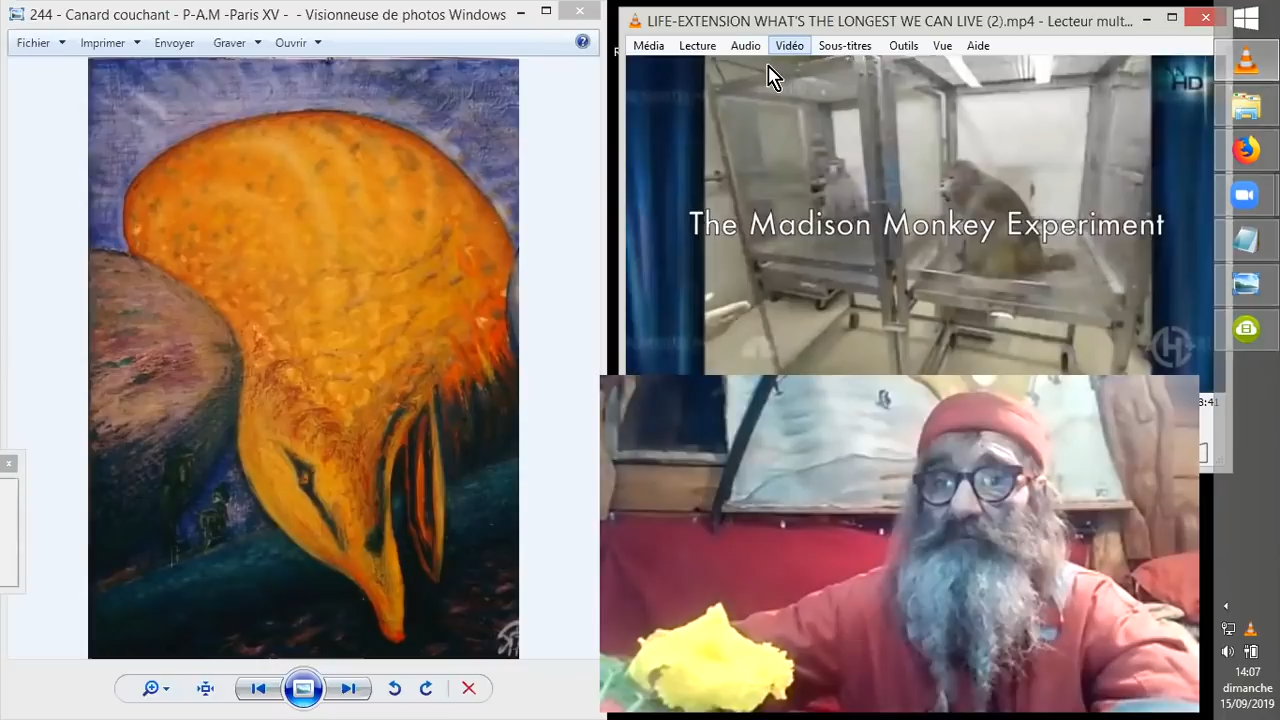 244 - Canard couchant - P-A-M -Paris XV - - Visionneuse de photos Windows
Fichier Imprimer Envoyer Graver Ouvrir
LIFE-EXTENSION WHAT'S THE LONGEST WE CAN LIVE (2).mp4 - Lecteur mult...
Média Lecture Audio Vidéo Sous-titres Outils Vue Aide
HD
The Madison Monkey Experiment
H
3:41
14:07
dimanche
15/09/2019